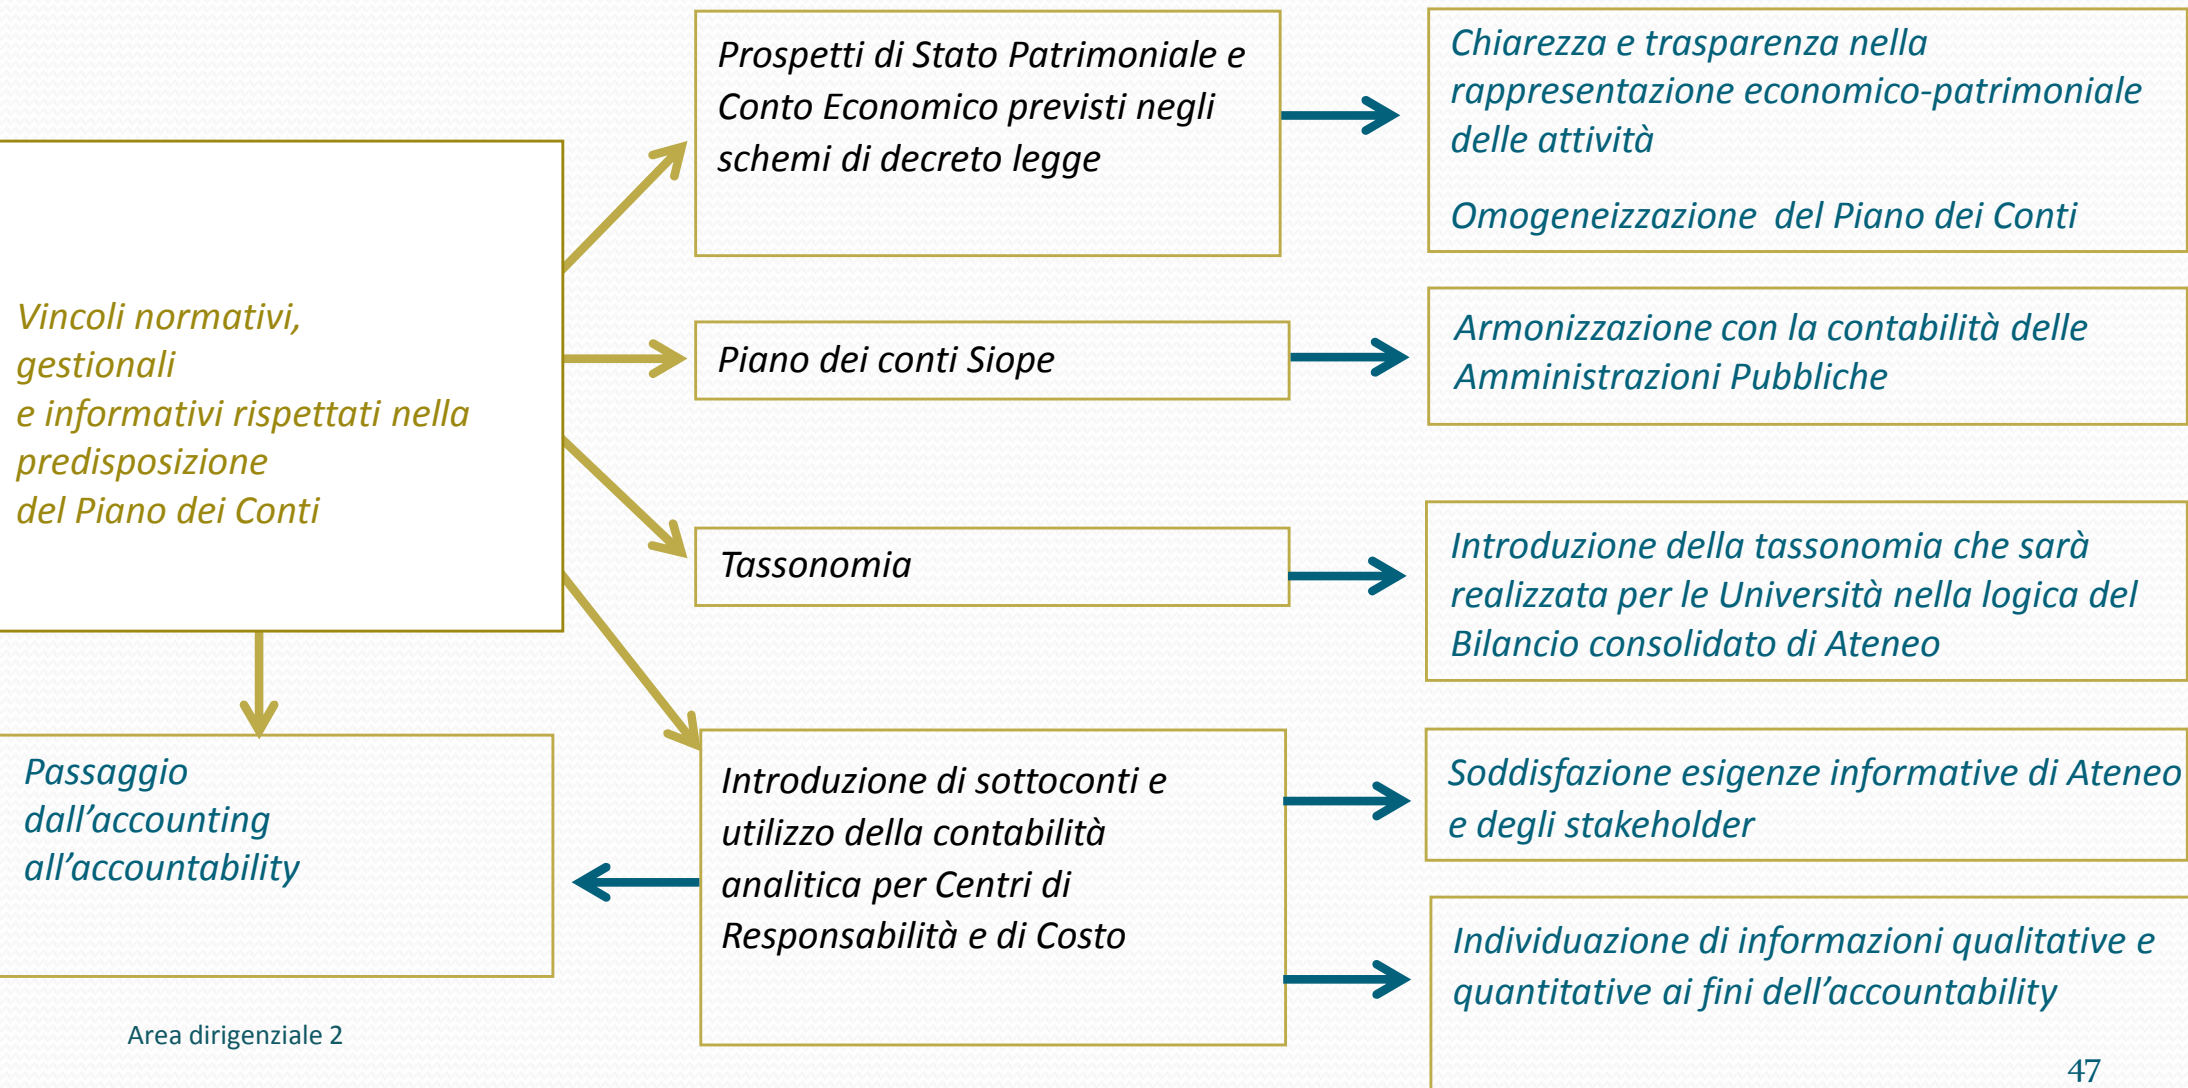 Vincoli normativi,
gestionali
e informativi rispettati nella
predisposizione
del Piano dei Conti
Prospetti di Stato Patrimoniale e
Conto Economico previsti negli
schemi di decreto legge
Chiarezza e trasparenza nella
rappresentazione economico-patrimoniale
delle attività
Omogeneizzazione  del Piano dei Conti
Piano dei conti Siope
Armonizzazione con la contabilità delle
Amministrazioni Pubbliche
Tassonomia
Introduzione della tassonomia che sarà
realizzata per le Università nella logica del
Bilancio consolidato di Ateneo
Passaggio
dall’accounting
all’accountability
Introduzione di sottoconti e
utilizzo della contabilità
analitica per Centri di
Responsabilità e di Costo
Soddisfazione esigenze informative di Ateneo
e degli stakeholder
Individuazione di informazioni qualitative e
quantitative ai fini dell’accountability
Area dirigenziale 2
47